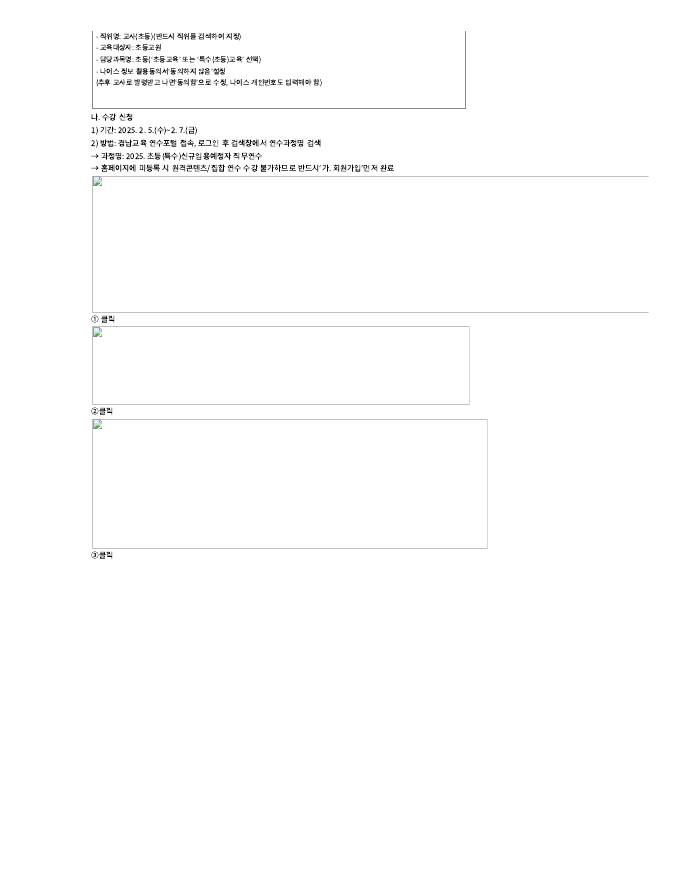 - 직위명: 교사(초등)(반드시 직위를 검색하여 지정)
- 교육대상자: 초등교원
- 담당과목명: 초등('초등교육' 또는 '특수(초등)교육' 선택)
- 나이스 정보 활용동의서'동의하지 않음'설정
(추후 교사로 발령받고 나면'동의함'으로 수정, 나이스 개인번호도 입력해야 함)
나. 수강 신청
1) 기간: 2025. 2. 5.(수)~2. 7.(금)
2) 방법: 경남교육 연수포털 접속, 로그인 후 검색창에서 연수과정명 검색
→ 과정명: 2025. 초등(특수)신규임용예정자 직무연수
→ 홈페이지에 미등록 시 원격콘텐츠/집합 연수 수강 불가하므로 반드시'가. 회원가입'먼저 완료
① 클릭
②클릭
③클릭